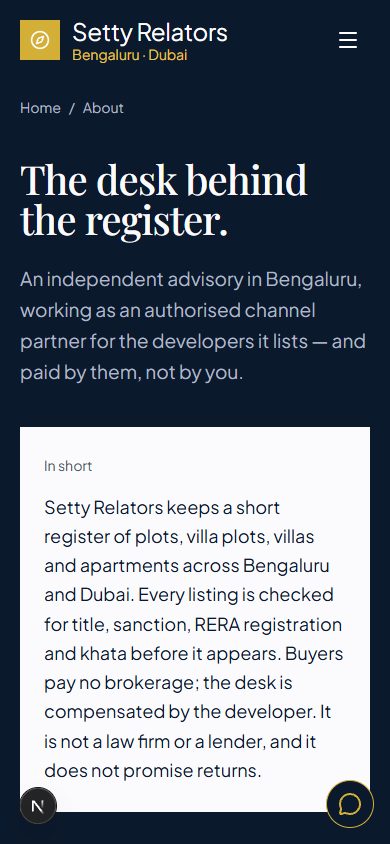 Setty Relators
Bengaluru · Dubai
Home / About
The desk behind
the register.
An independent advisory in Bengaluru,
working as an authorised channel
partner for the developers it lists — and
paid by them, not by you.
In short
Setty Relators keeps a short
register of plots, villa plots, villas
and apartments across Bengaluru
and Dubai. Every listing is checked
for title, sanction, RERA registration
and khata before it appears. Buyers
pay no brokerage; the desk is
compensated by the developer. It
is not a law firm or a lender, and it
does not promise returns.
N